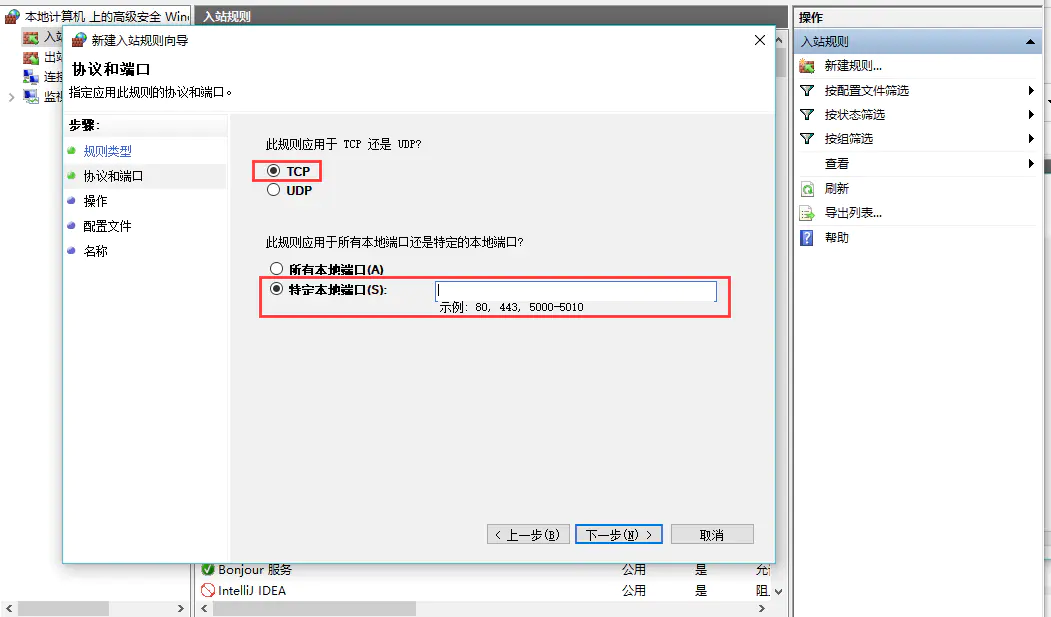 本地计算机 上的高级安全 Win
入站规则
操作
入站规则
新建规则...
按配置文件筛选
按状态筛选
按组筛选
查看
刷新
导出列表...
帮助
入站
出站
连接
监视
新建入站规则向导
协议和端口
指定应用此规则的协议和端口。
步骤:
规则类型
协议和端口
操作
配置文件
名称
此规则应用于 TCP 还是 UDP?
TCP
UDP
此规则应用于所有本地端口还是特定的本地端口?
所有本地端口(A)
特定本地端口(S):
示例: 80, 443, 5000-5010
< 上一步(B)
下一步(N) >
取消
Bonjour 服务 公用 是 允
IntelliJ IDEA 公用 是 阻